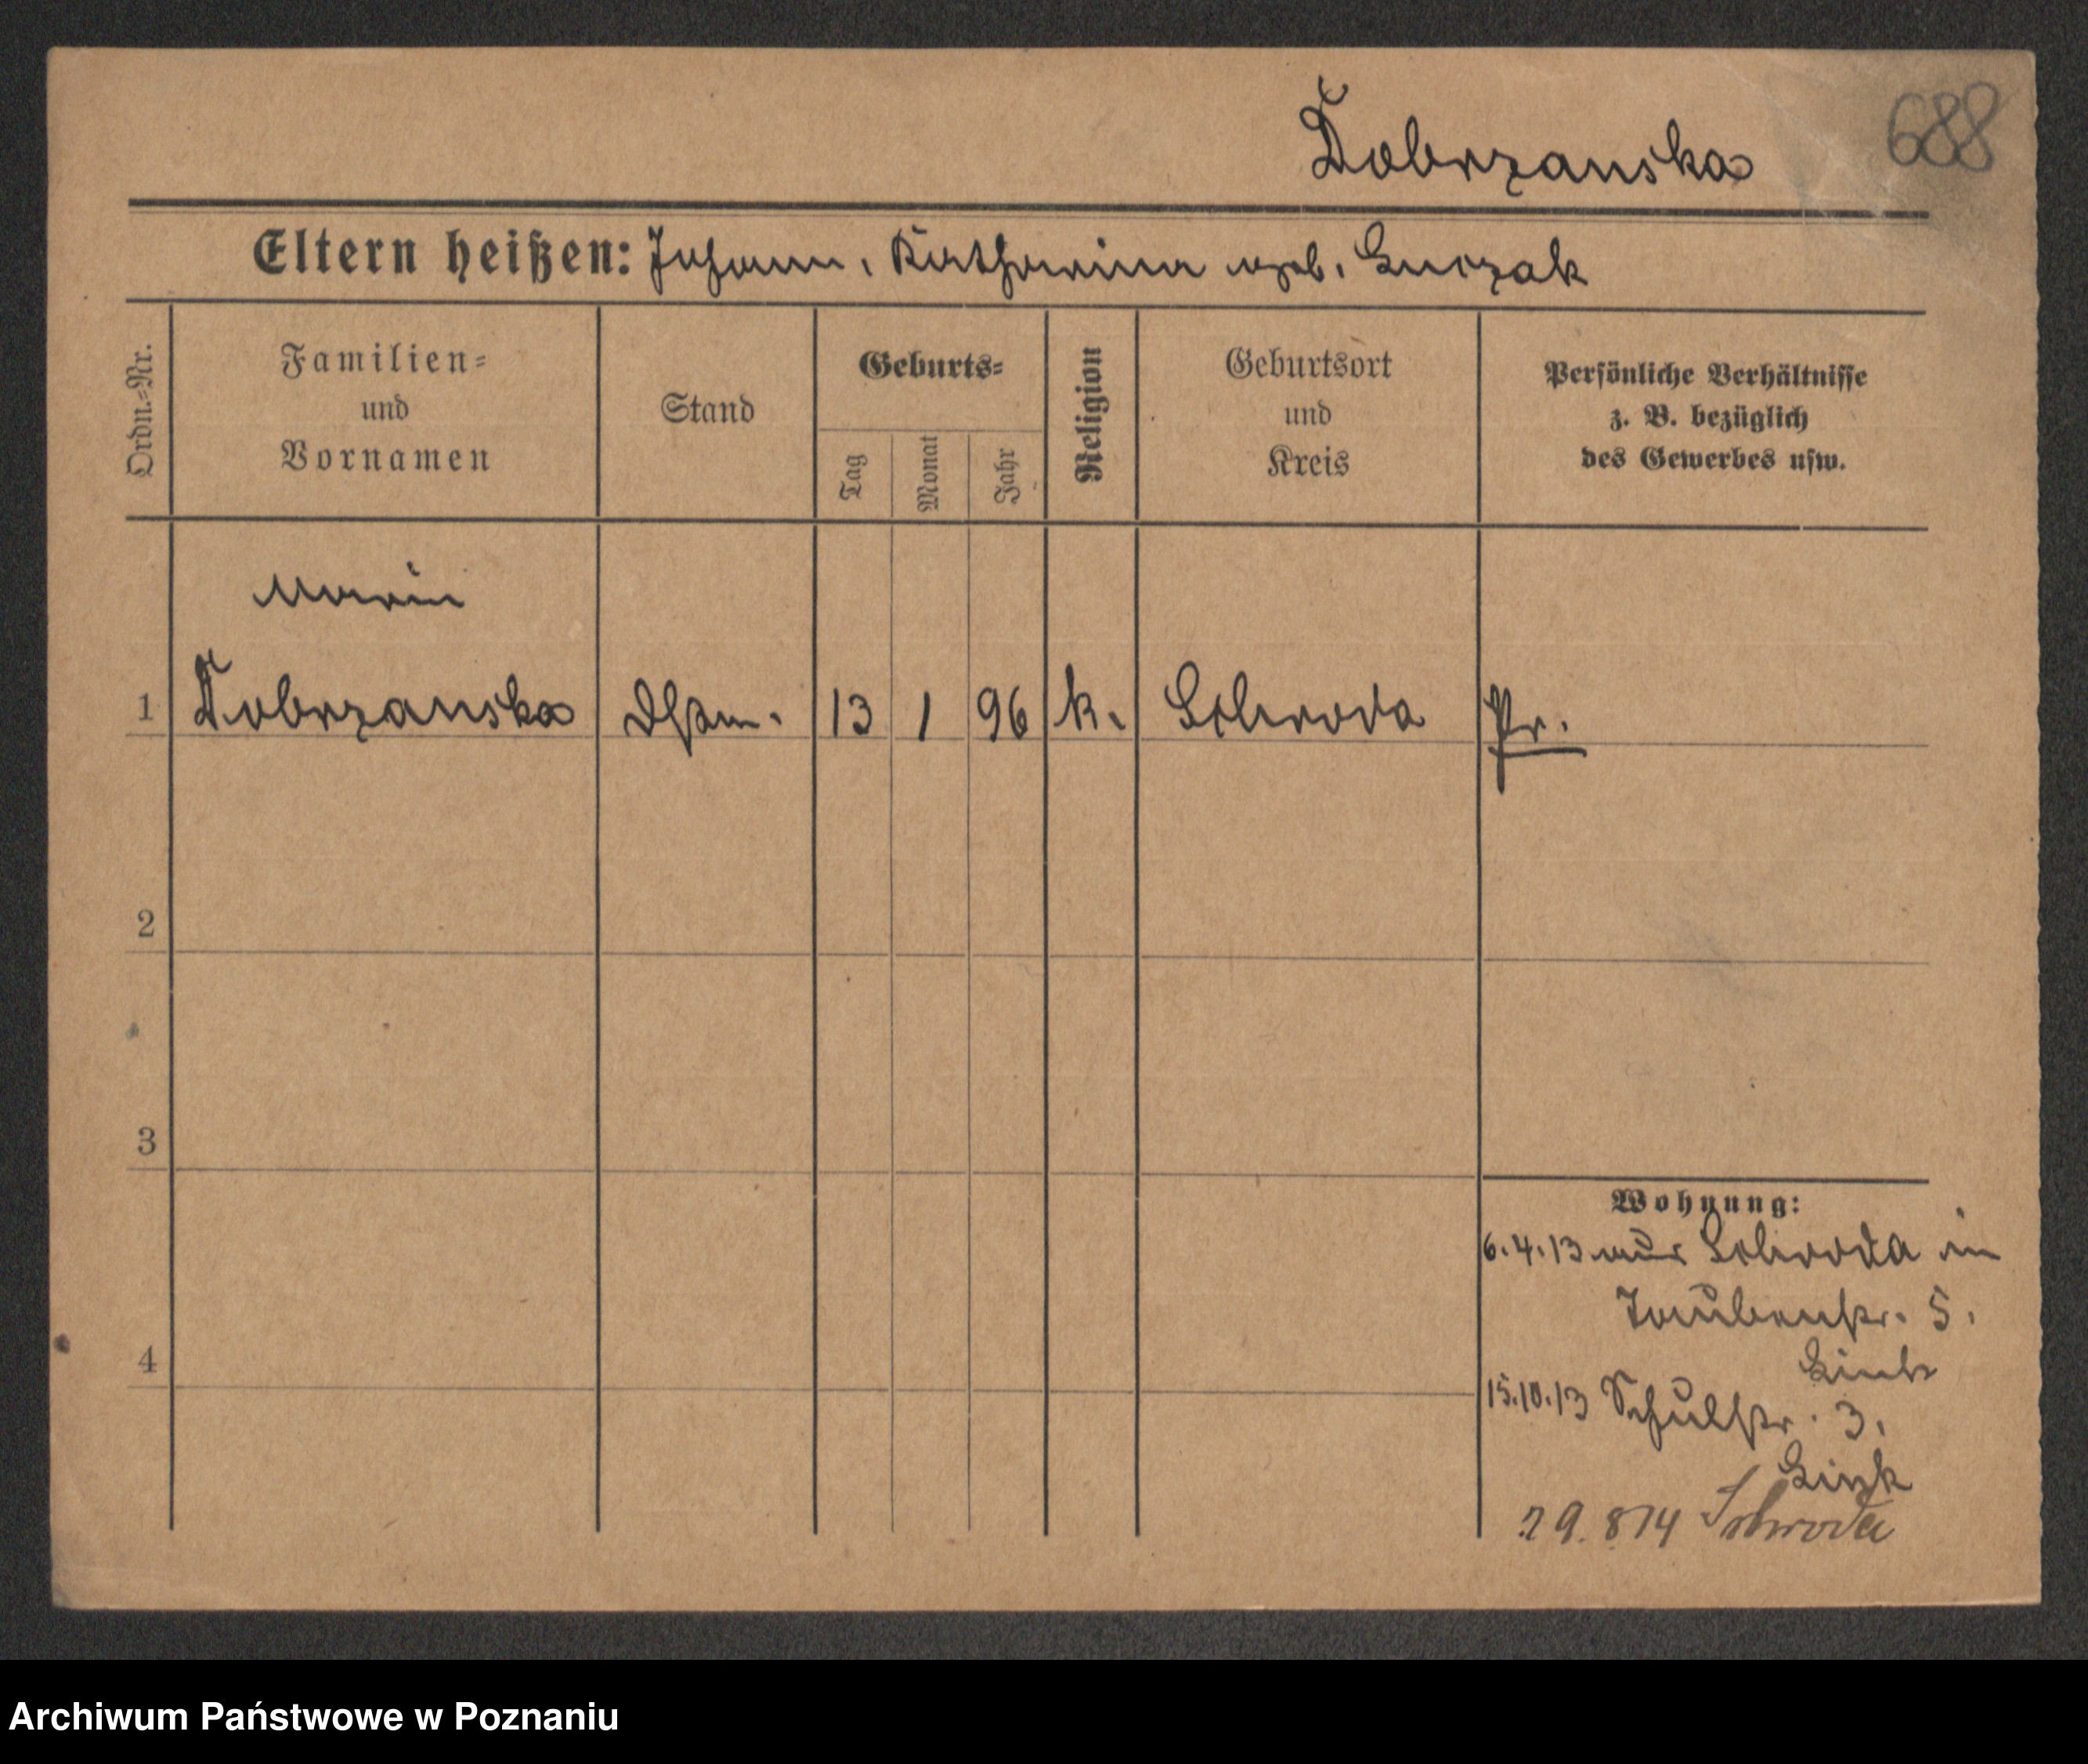 Dobrzanska 688
Eltern heißen: Johann, Katharina geb. Gurzak
Ordn.-Nr.
Familien-
und
Vornamen
Stand
Geburts-
Tag
Monat
Jahr
Religion
Geburtsort
und
Kreis
Persönliche Verhältnisse
z. B. bezüglich
des Gewerbes usw.
Marie
1 Dobrzanska 13 1 96 k. Schroda Pr.
2
3
4
Wohnung:
6.4.13 aus Schroda in
Taubenstr. 5.
15.10.13 Schulstr. 3.
29.8 14 Schroda
Archiwum Państwowe w Poznaniu